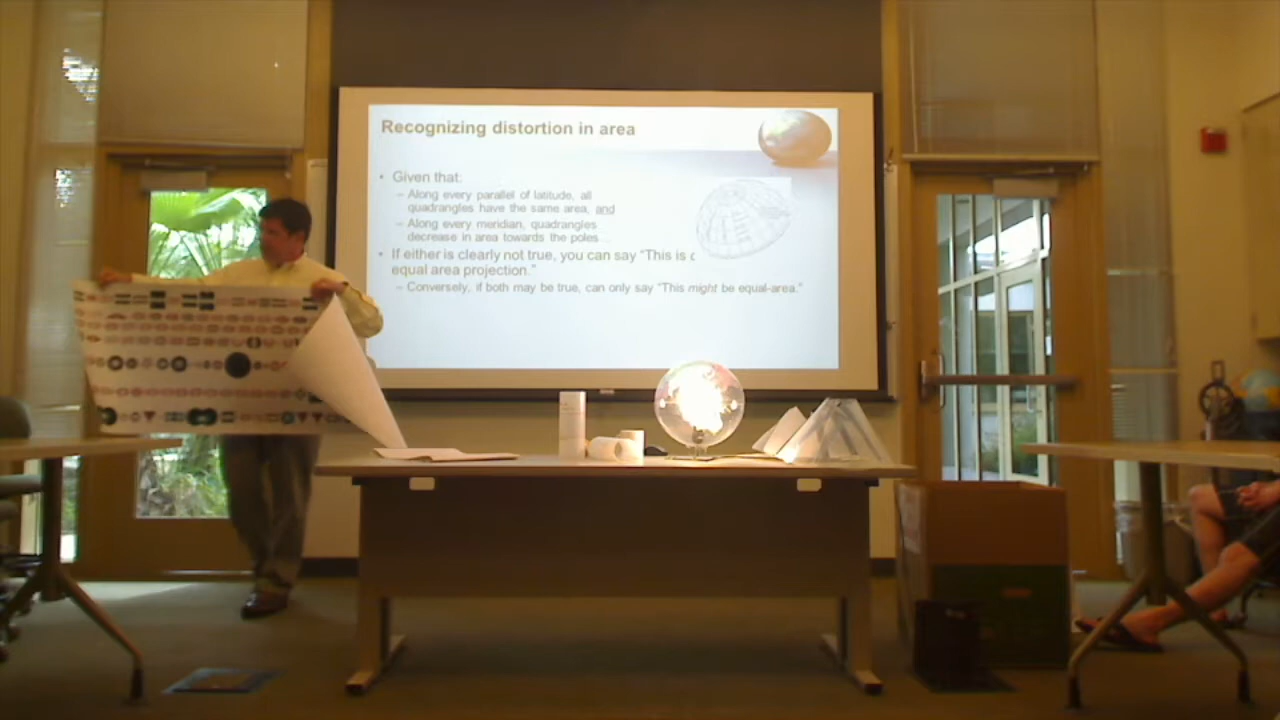 Recognizing distortion in area
• Given that:
– Along every parallel of latitude, all
quadrangles have the same area, and
– Along every meridian, quadrangles
decrease in area towards the poles
• If either is clearly not true, you can say “This is
equal area projection.”
– Conversely, if both may be true, can only say “This might be equal-area.”